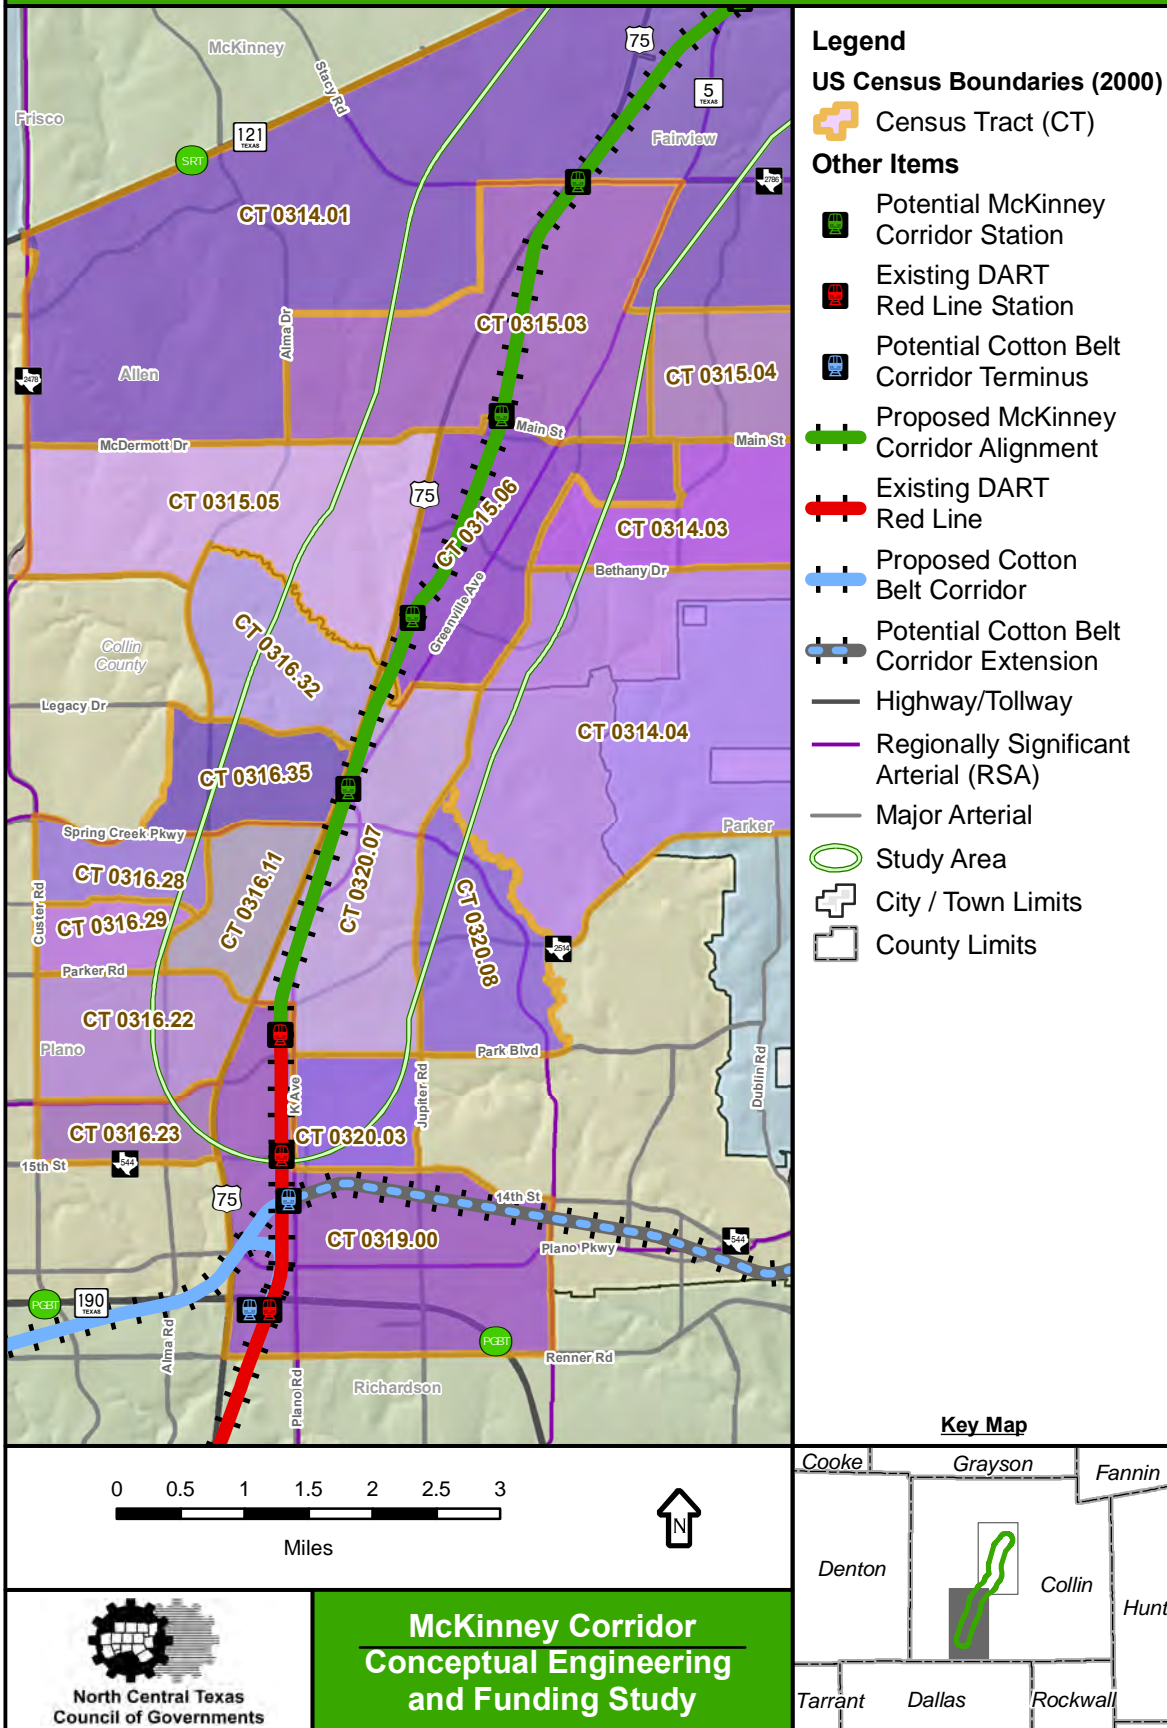 McKinney
75
Stacy Rd
5
TEXAS
Frisco
121
TEXAS
Fairview
SRT
2786
CT 0314.01
Alma Dr
CT 0315.03
Allen
2478
CT 0315.04
McDermott Dr
Main St
Main St
75
CT 0315.05
CT 0315.06
CT 0314.03
Bethany Dr
Greenville Ave
Collin
County
CT 0316.32
Legacy Dr
CT 0314.04
CT 0316.35
Spring Creek Pkwy
Parker
CT 0316.28
CT 0316.11
CT 0320.07
CT 0320.08
Custer Rd
CT 0316.29
2514
Parker Rd
CT 0316.22
Plano
Park Blvd
Dublin Rd
K Ave
Jupiter Rd
CT 0316.23
CT 0320.03
15th St
544
75
14th St
CT 0319.00
Plano Pkwy
544
PGBT
190
TEXAS
PGBT
Alma Rd
Renner Rd
Plano Rd
Richardson
Legend
US Census Boundaries (2000)
Census Tract (CT)
Other Items
Potential McKinney
Corridor Station
Existing DART
Red Line Station
Potential Cotton Belt
Corridor Terminus
Proposed McKinney
Corridor Alignment
Existing DART
Red Line
Proposed Cotton
Belt Corridor
Potential Cotton Belt
Corridor Extension
Highway/Tollway
Regionally Significant
Arterial (RSA)
Major Arterial
Study Area
City / Town Limits
County Limits
Key Map
Cooke
Grayson
Fannin
Denton
Collin
Hunt
Tarrant
Dallas
Rockwall
0 0.5 1 1.5 2 2.5 3
Miles
N
North Central Texas
Council of Governments
McKinney Corridor
Conceptual Engineering
and Funding Study